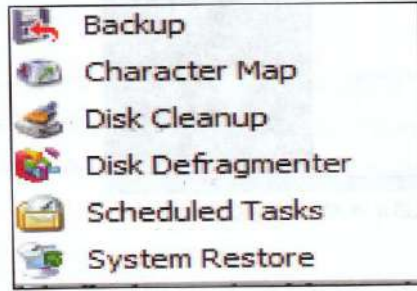 Backup
Character Map
Disk Cleanup
Disk Defragmenter
Scheduled Tasks
System Restore